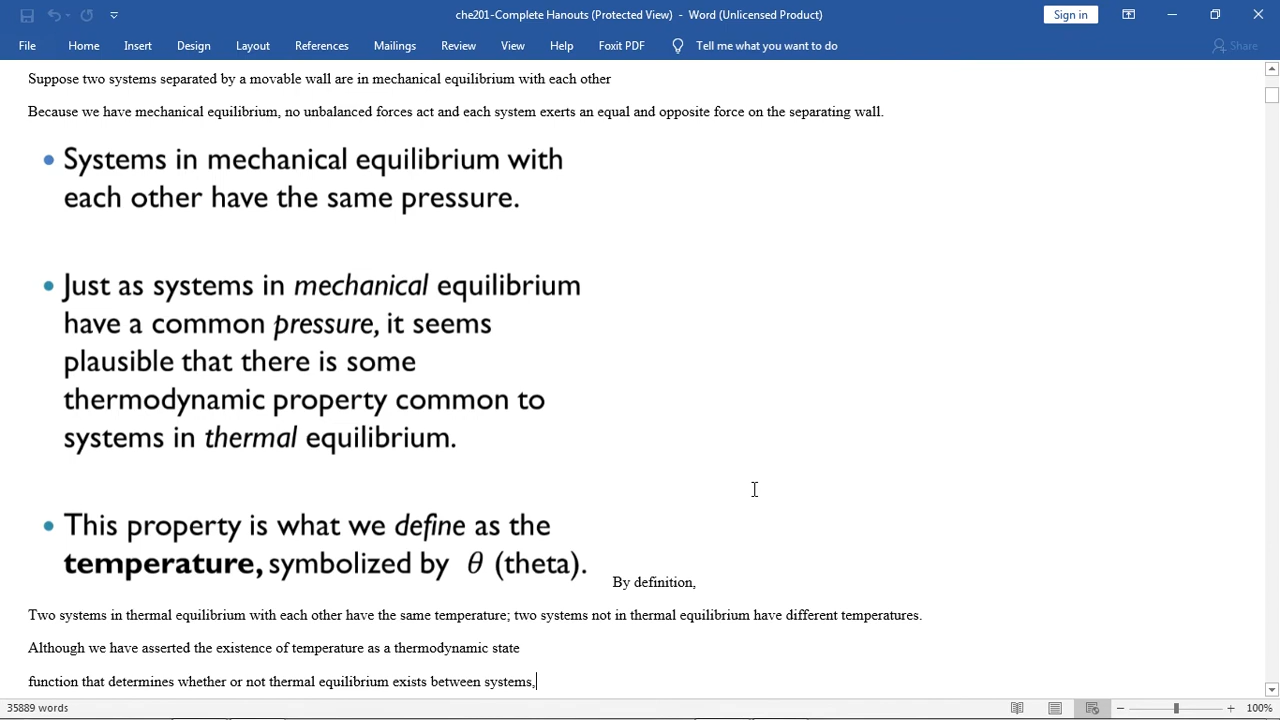 che201-Complete Hanouts (Protected View) - Word (Unlicensed Product)
Sign in
File Home Insert Design Layout References Mailings Review View Help Foxit PDF Tell me what you want to do Share
Suppose two systems separated by a movable wall are in mechanical equilibrium with each other
Because we have mechanical equilibrium, no unbalanced forces act and each system exerts an equal and opposite force on the separating wall.
• Systems in mechanical equilibrium with
each other have the same pressure.
• Just as systems in mechanical equilibrium
have a common pressure, it seems
plausible that there is some
thermodynamic property common to
systems in thermal equilibrium.
• This property is what we define as the
temperature, symbolized by θ (theta).
By definition,
Two systems in thermal equilibrium with each other have the same temperature; two systems not in thermal equilibrium have different temperatures.
Although we have asserted the existence of temperature as a thermodynamic state
function that determines whether or not thermal equilibrium exists between systems,
35889 words
100%